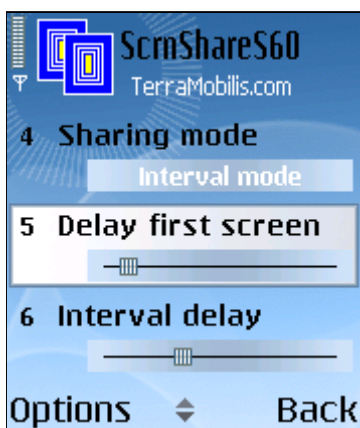 ScrnShareS60
TerraMobilis.com
4 Sharing mode
Interval mode
5 Delay first screen
6 Interval delay
Options Back